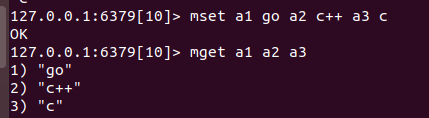 127.0.0.1:6379[10]> mset a1 go a2 c++ a3 c
OK
127.0.0.1:6379[10]> mget a1 a2 a3
1) "go"
2) "c++"
3) "c"